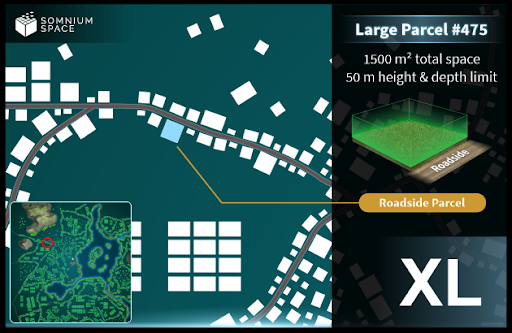 SOMNIUM
SPACE
Large Parcel #475
1500 m² total space
50 m height & depth limit
Roadside
Roadside Parcel
XL